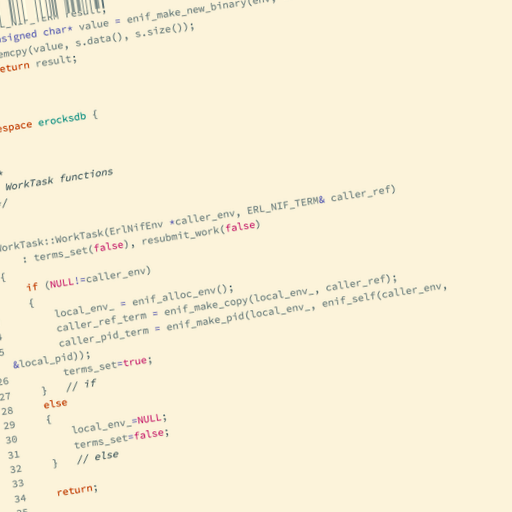 result;
unsigned char* value = enif_make_new_binary(env,
memcpy(value, s.data(), s.size());
return result;
espace erocksdb {
*
WorkTask functions
/
WorkTask::WorkTask(ErlNifEnv *caller_env, ERL_NIF_TERM& caller_ref)
: terms_set(false), resubmit_work(false)
{
if (NULL!=caller_env)
{
local_env_ = enif_alloc_env();
caller_ref_term = enif_make_copy(local_env_, caller_ref);
caller_pid_term = enif_make_pid(local_env_, enif_self(caller_env,
&local_pid));
26 terms_set=true;
27 } // if
28 else
29 {
30 local_env_=NULL;
31 terms_set=false;
32 } // else
33
34 return;